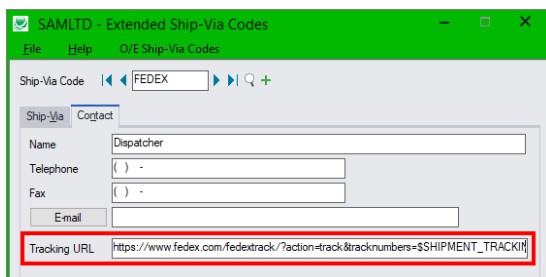 SAMLTD - Extended Ship-Via Codes
File Help O/E Ship-Via Codes
Ship-Via Code FEDEX
Ship-Via Contact
Name Dispatcher
Telephone ( ) -
Fax ( ) -
E-mail
Tracking URL https://www.fedex.com/fedextrack/?action=track&tracknumbers=$SHIPMENT_TRACKIN